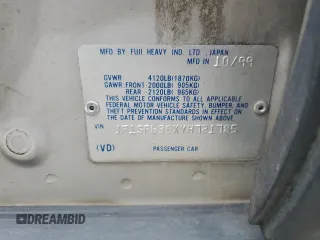 MFD BY FUJI HEAVY IND. LTD., JAPAN
MFD IN 10/99
GVWR: 4120LB(1870KG)
GAWR:FRONT 2000LB( 905KG)
REAR 2120LB( 965KG)
THIS VEHICLE CONFORMS TO ALL APPLICABLE
FEDERAL MOTOR VEHICLE SAFETY, BUMPER, AND
THEFT PREVENTION STANDARDS IN EFFECT ON
THE DATE OF MANUFACTURE SHOWN ABOVE.
VIN
(VD) PASSENGER CAR
©BIDFAX
DREAMBID